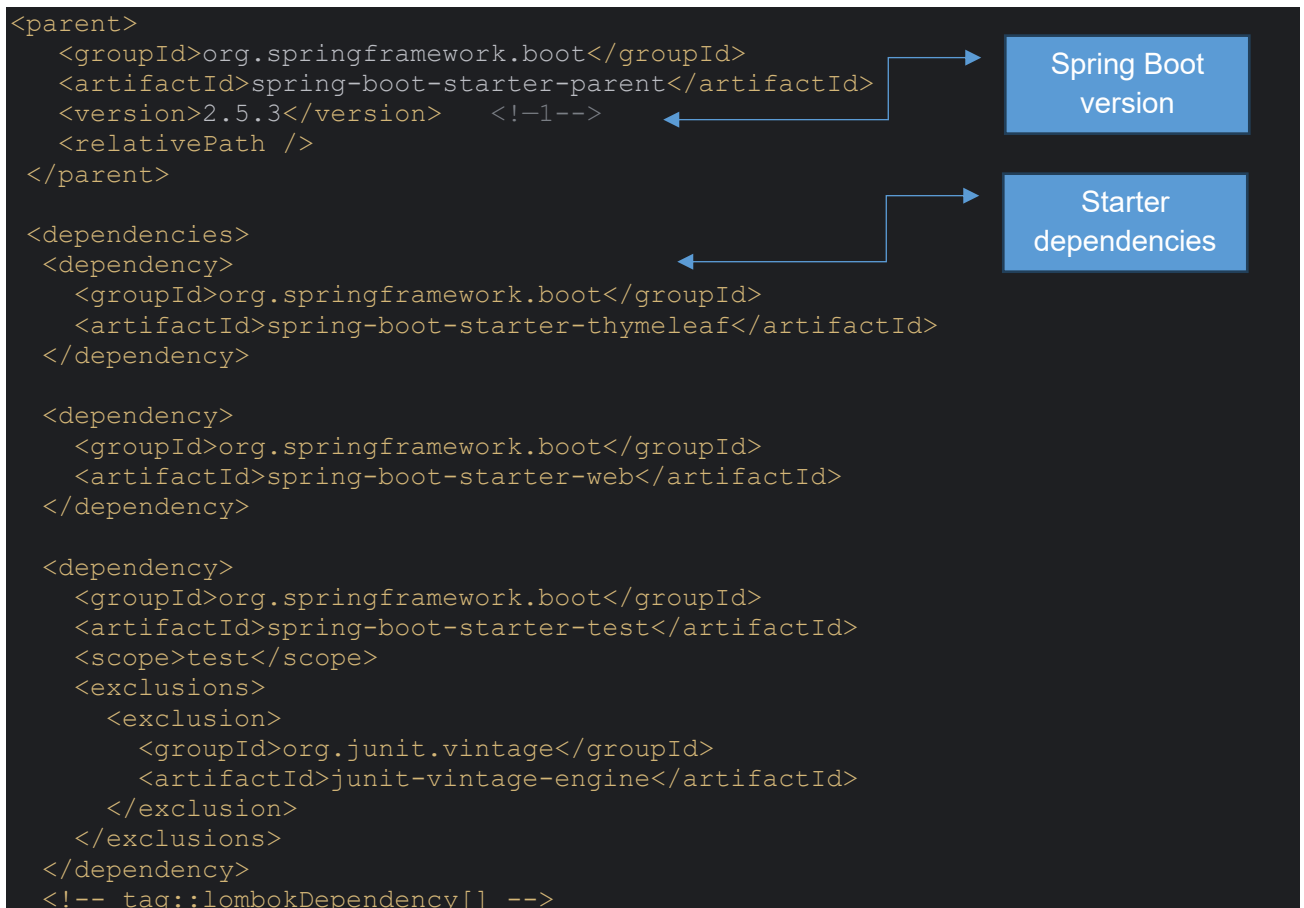 <parent>
<groupId>org.springframework.boot</groupId>
<artifactId>spring-boot-starter-parent</artifactId>
<version>2.5.3</version> <!—1-->
<relativePath />
</parent>
Spring Boot
version
<dependencies>
<dependency>
<groupId>org.springframework.boot</groupId>
<artifactId>spring-boot-starter-thymeleaf</artifactId>
</dependency>
Starter
dependencies
<dependency>
<groupId>org.springframework.boot</groupId>
<artifactId>spring-boot-starter-web</artifactId>
</dependency>
<dependency>
<groupId>org.springframework.boot</groupId>
<artifactId>spring-boot-starter-test</artifactId>
<scope>test</scope>
<exclusions>
<exclusion>
<groupId>org.junit.vintage</groupId>
<artifactId>junit-vintage-engine</artifactId>
</exclusion>
</exclusions>
</dependency>
<!-- tag::lombokDependency[] -->